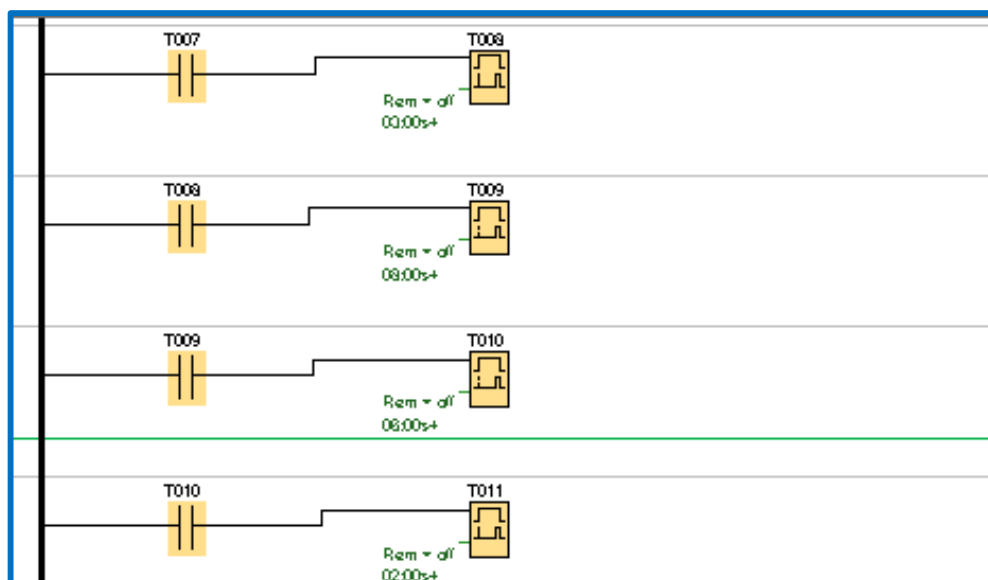 T007 T008
Rem = off
03:00s+
T008 T009
Rem = off
08:00s+
T009 T010
Rem = off
06:00s+
T010 T011
Rem = off
02:00s+